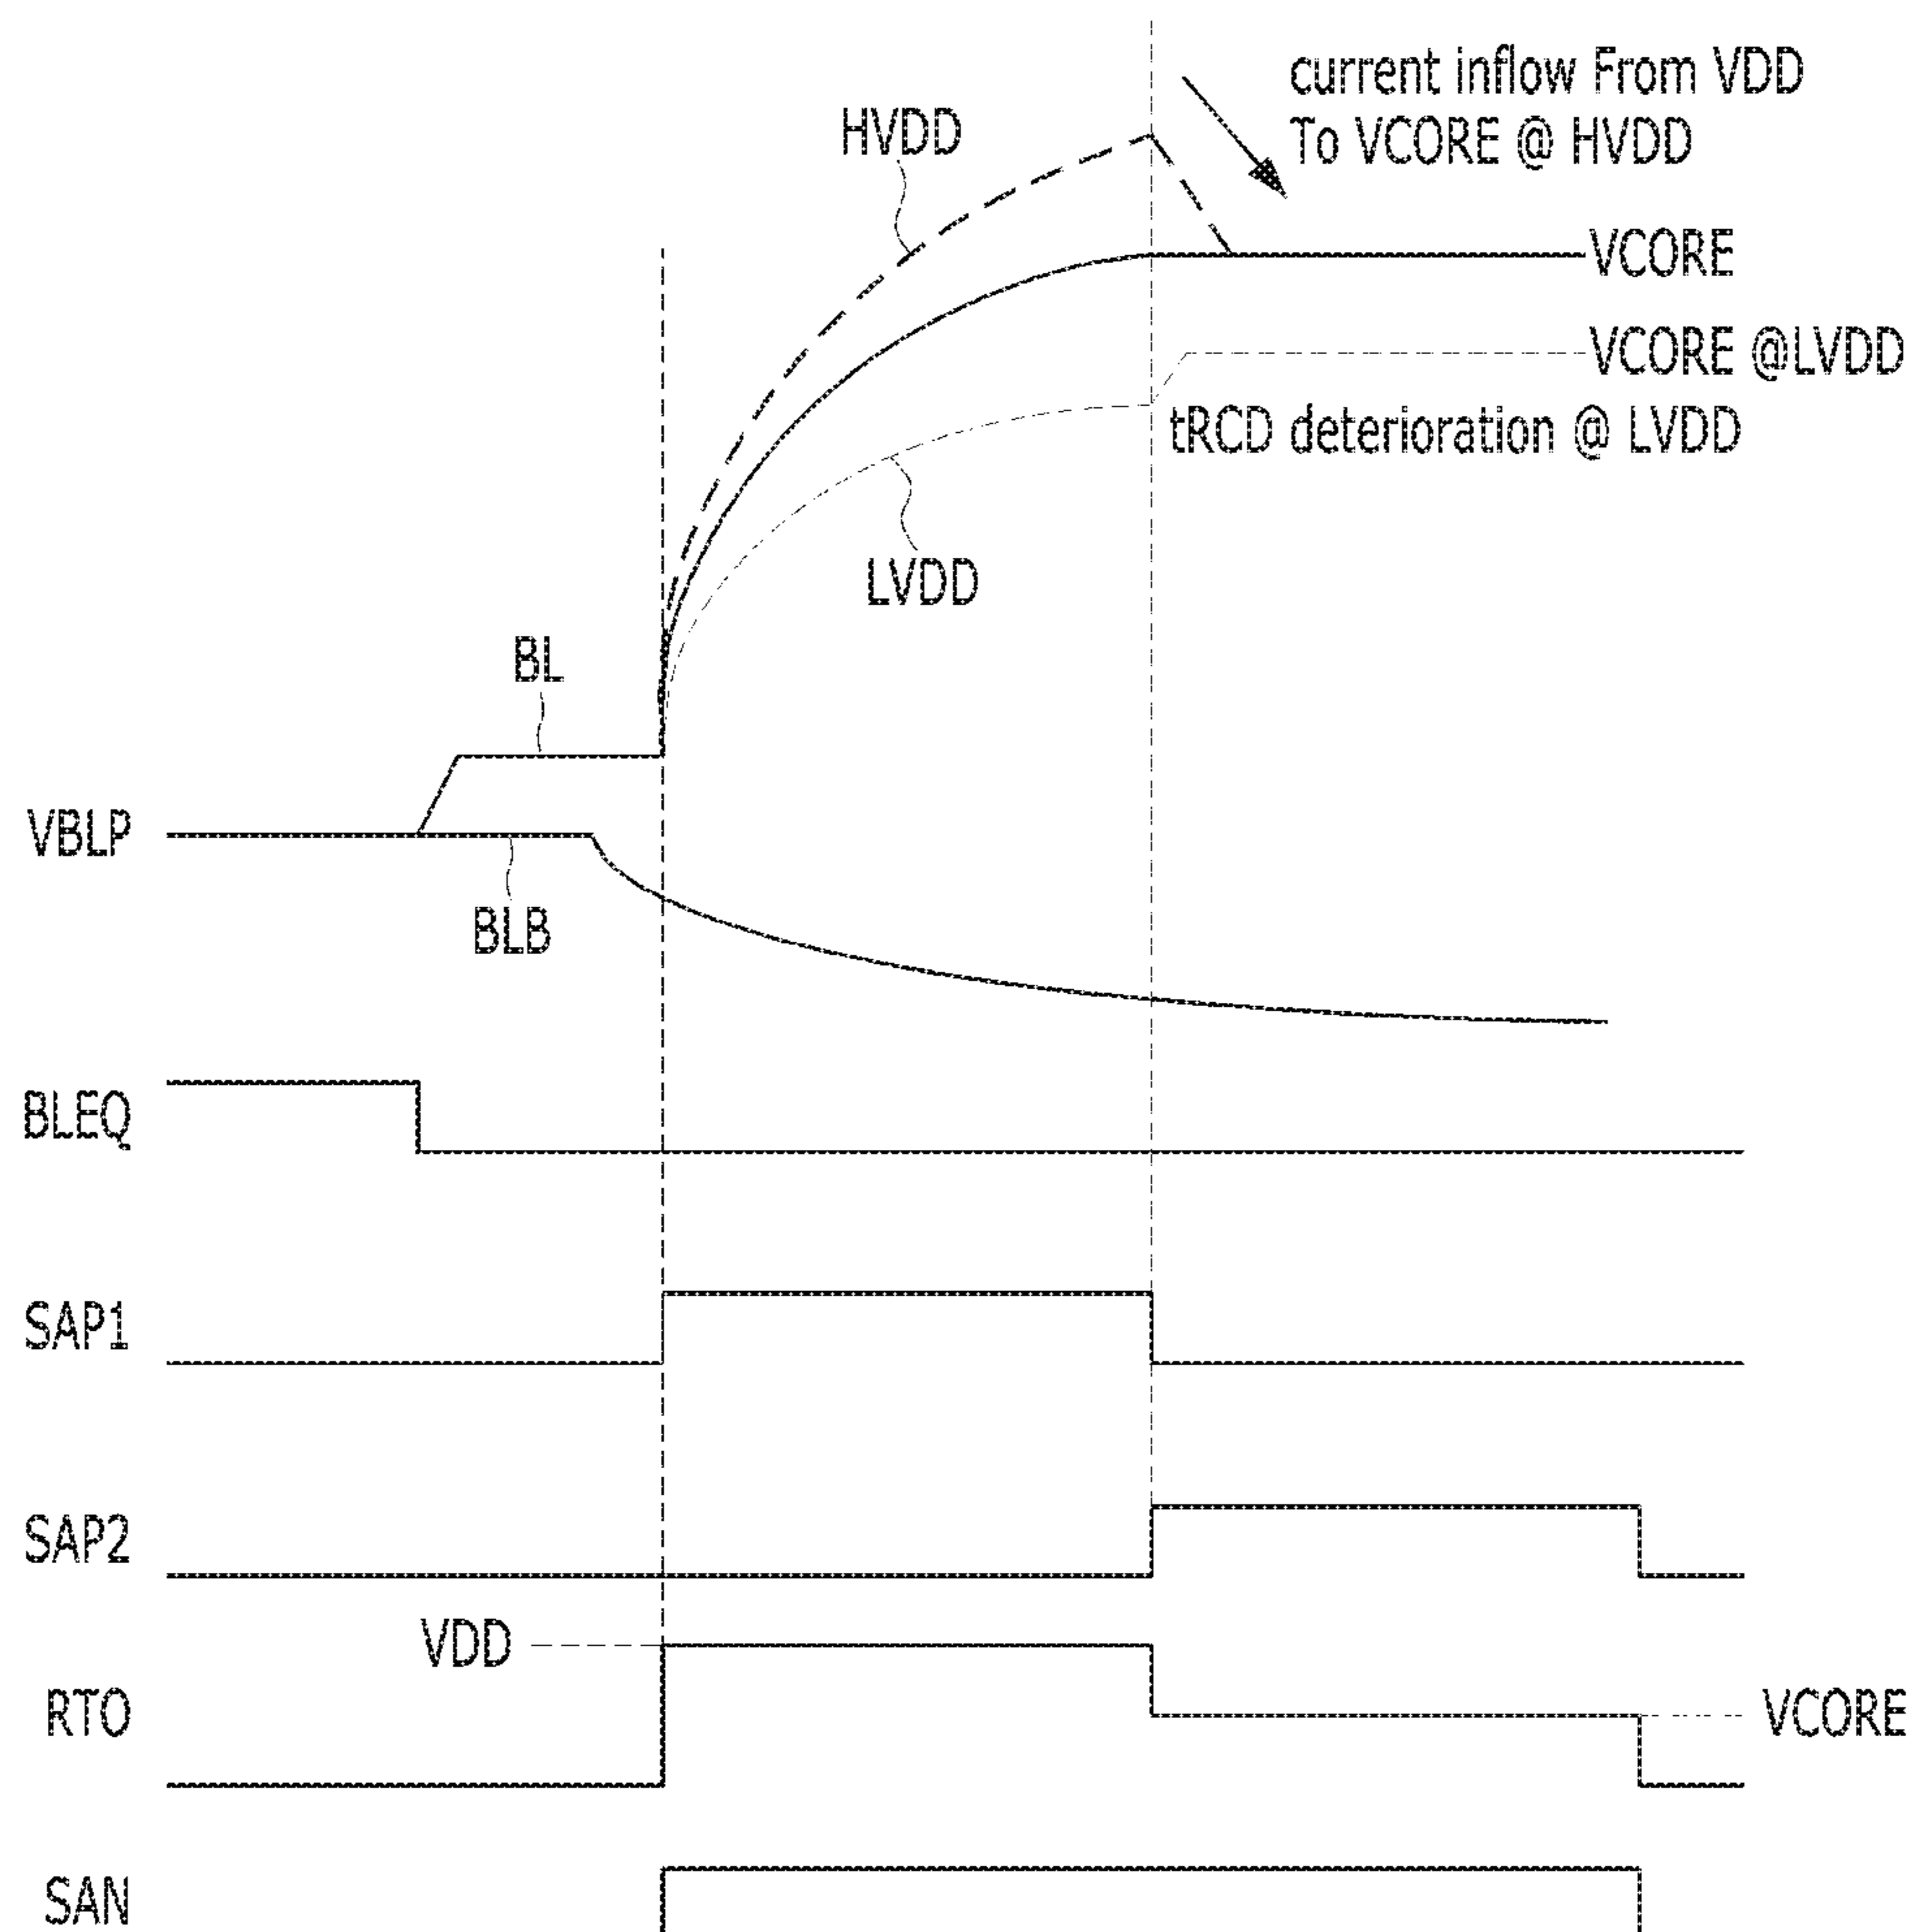 current inflow From VDD
To VCORE @ HVDD
HVDD
VCORE
VCORE @LVDD
tRCD deterioration @ LVDD
LVDD
BL
VBLP
BLB
BLEQ
SAP1
SAP2
VDD
RTO
VCORE
SAN